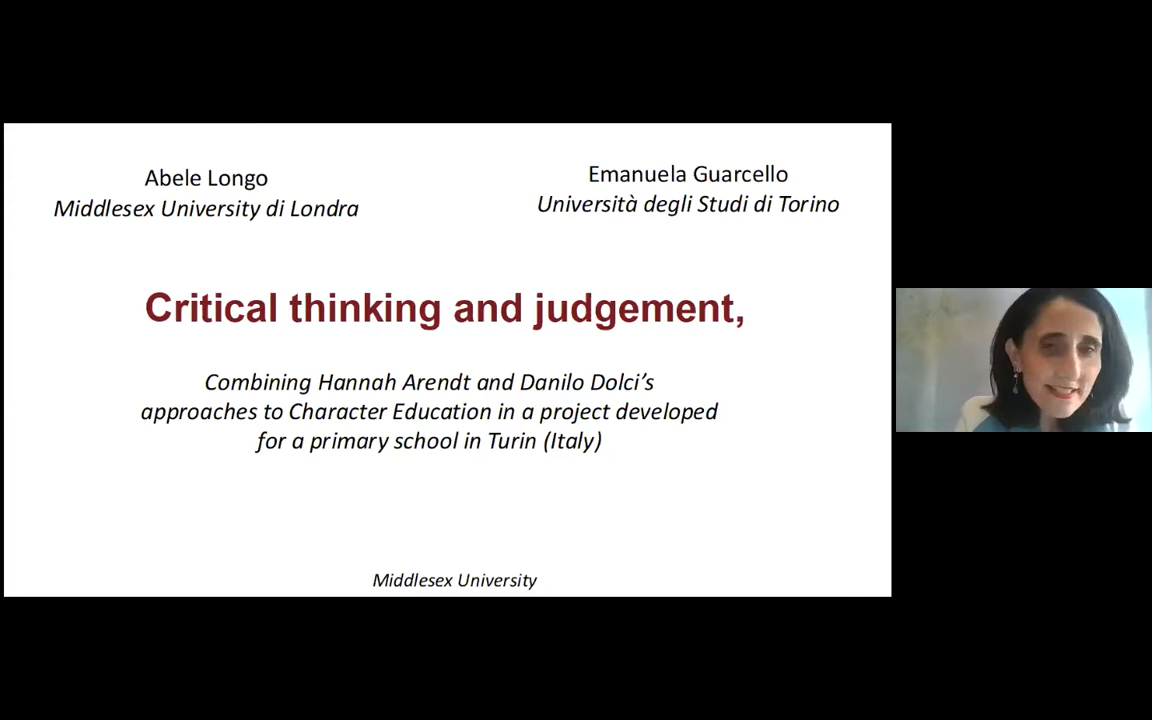 Abele Longo
Middlesex University di Londra
Emanuela Guarcello
Università degli Studi di Torino
Critical thinking and judgement,
Combining Hannah Arendt and Danilo Dolci’s
approaches to Character Education in a project developed
for a primary school in Turin (Italy)
Middlesex University